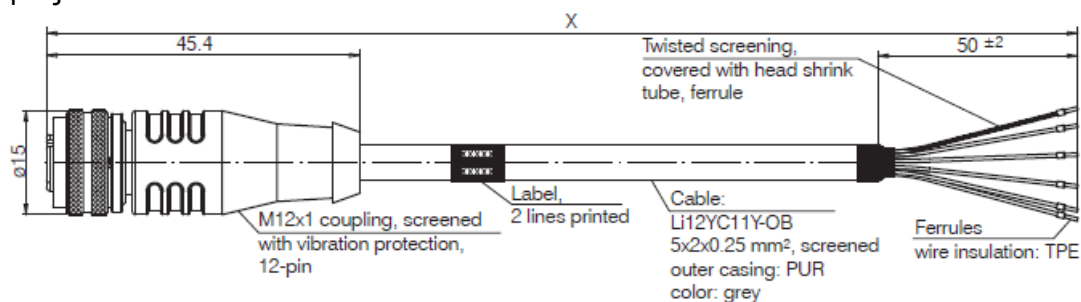 X
45.4
50 ±2
Twisted screening,
covered with head shrink
tube, ferrule
ø15
Label,
2 lines printed
M12x1 coupling, screened
with vibration protection,
12-pin
Cable:
Li12YC11Y-OB
5x2x0.25 mm², screened
outer casing: PUR
color: grey
Ferrules
wire insulation: TPE